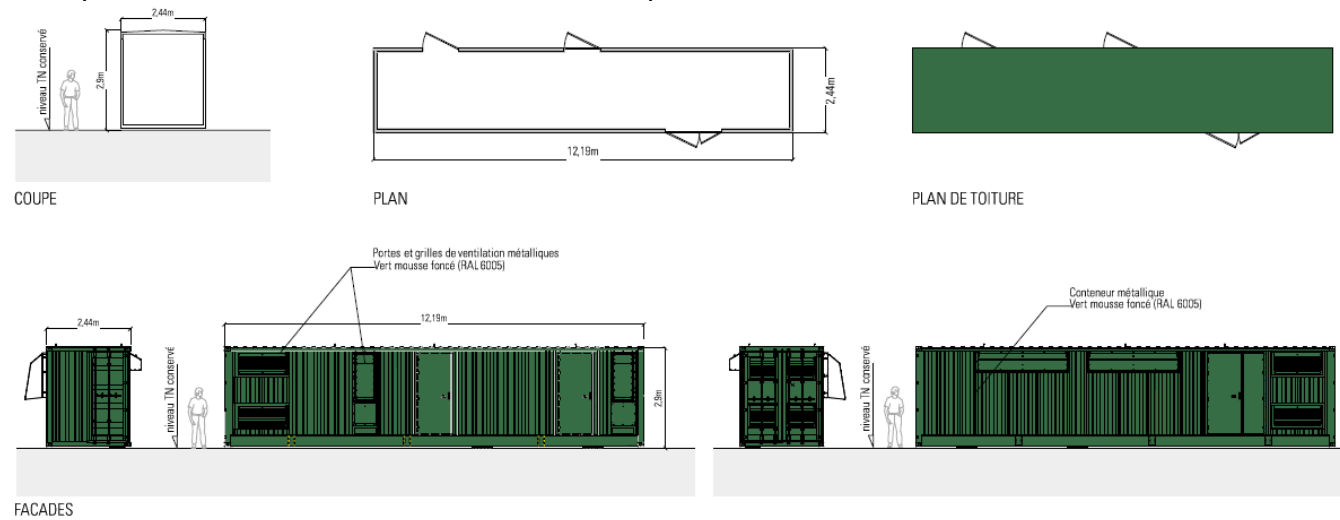 2,44m
niveau TN conservé
2,9m
COUPE
2,44m
12,19m
PLAN
PLAN DE TOITURE
Portes et grilles de ventilation métalliques
Vert mousse foncé (RAL 6005)
2,44m
niveau TN conservé
12,19m
2,9m
Conteneur métallique
Vert mousse foncé (RAL 6005)
niveau TN conservé
FACADES